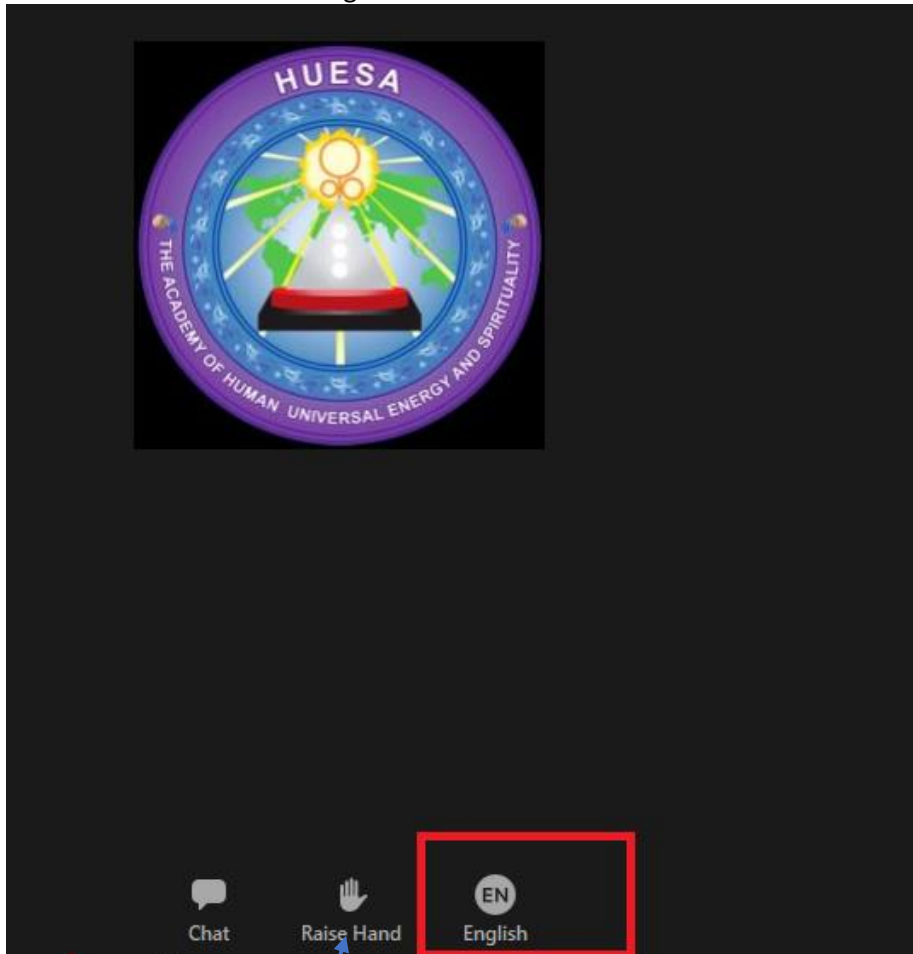 HUESA
THE ACADEMY OF HUMAN UNIVERSAL ENERGY AND SPIRITUALITY
EN
Chat Raise Hand English